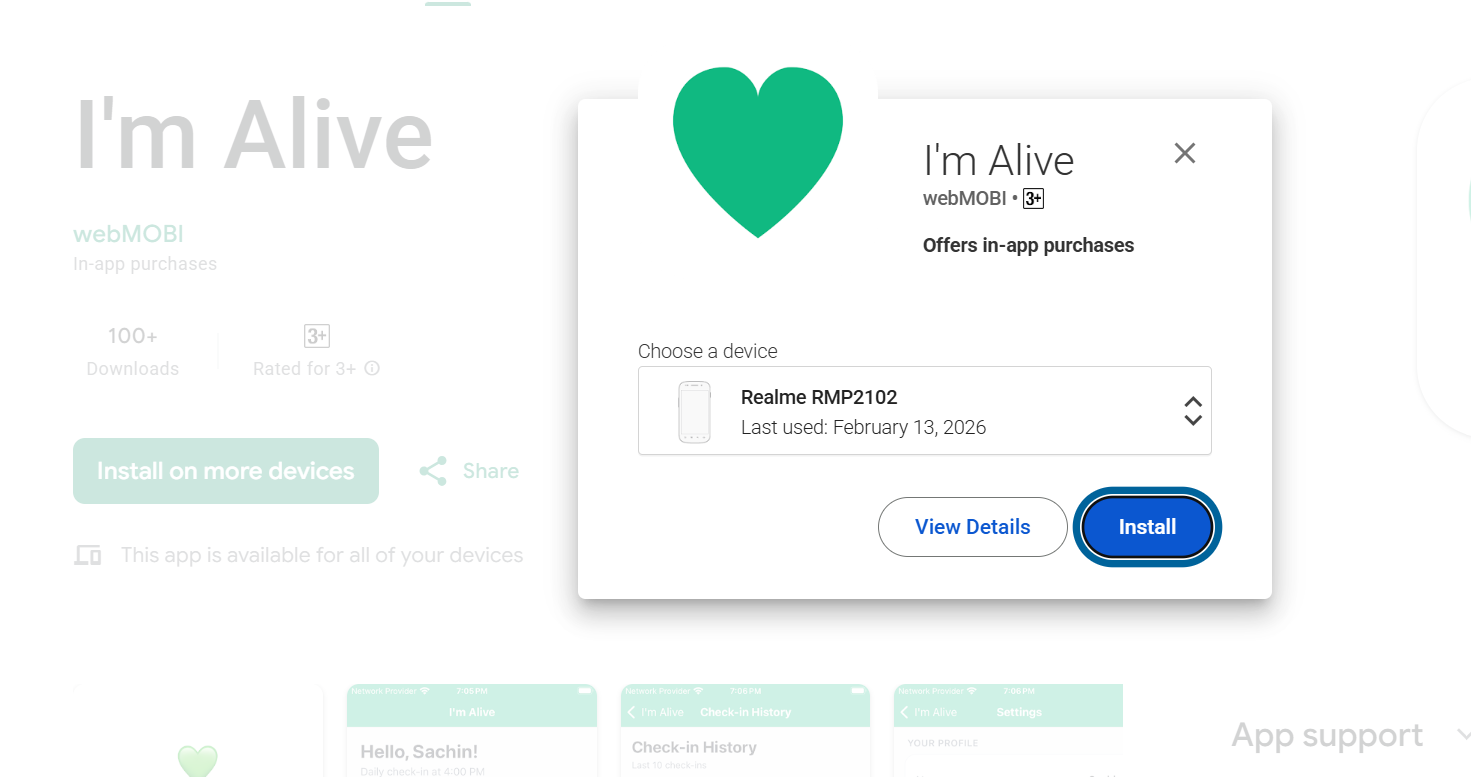 I'm Alive
webMOBI
In-app purchases
100+
Downloads
3+
Rated for 3+
Install on more devices
Share
This app is available for all of your devices
I'm Alive
webMOBI • 3+
Offers in-app purchases
Choose a device
Realme RMP2102
Last used: February 13, 2026
View Details
Install
Network Provider 7:05 PM
I'm Alive
Hello, Sachin!
Daily check-in at 4:00 PM
Network Provider 7:06 PM
I'm Alive Check-in History
Check-in History
Last 10 check-ins
Network Provider 7:06 PM
I'm Alive Settings
YOUR PROFILE
App support